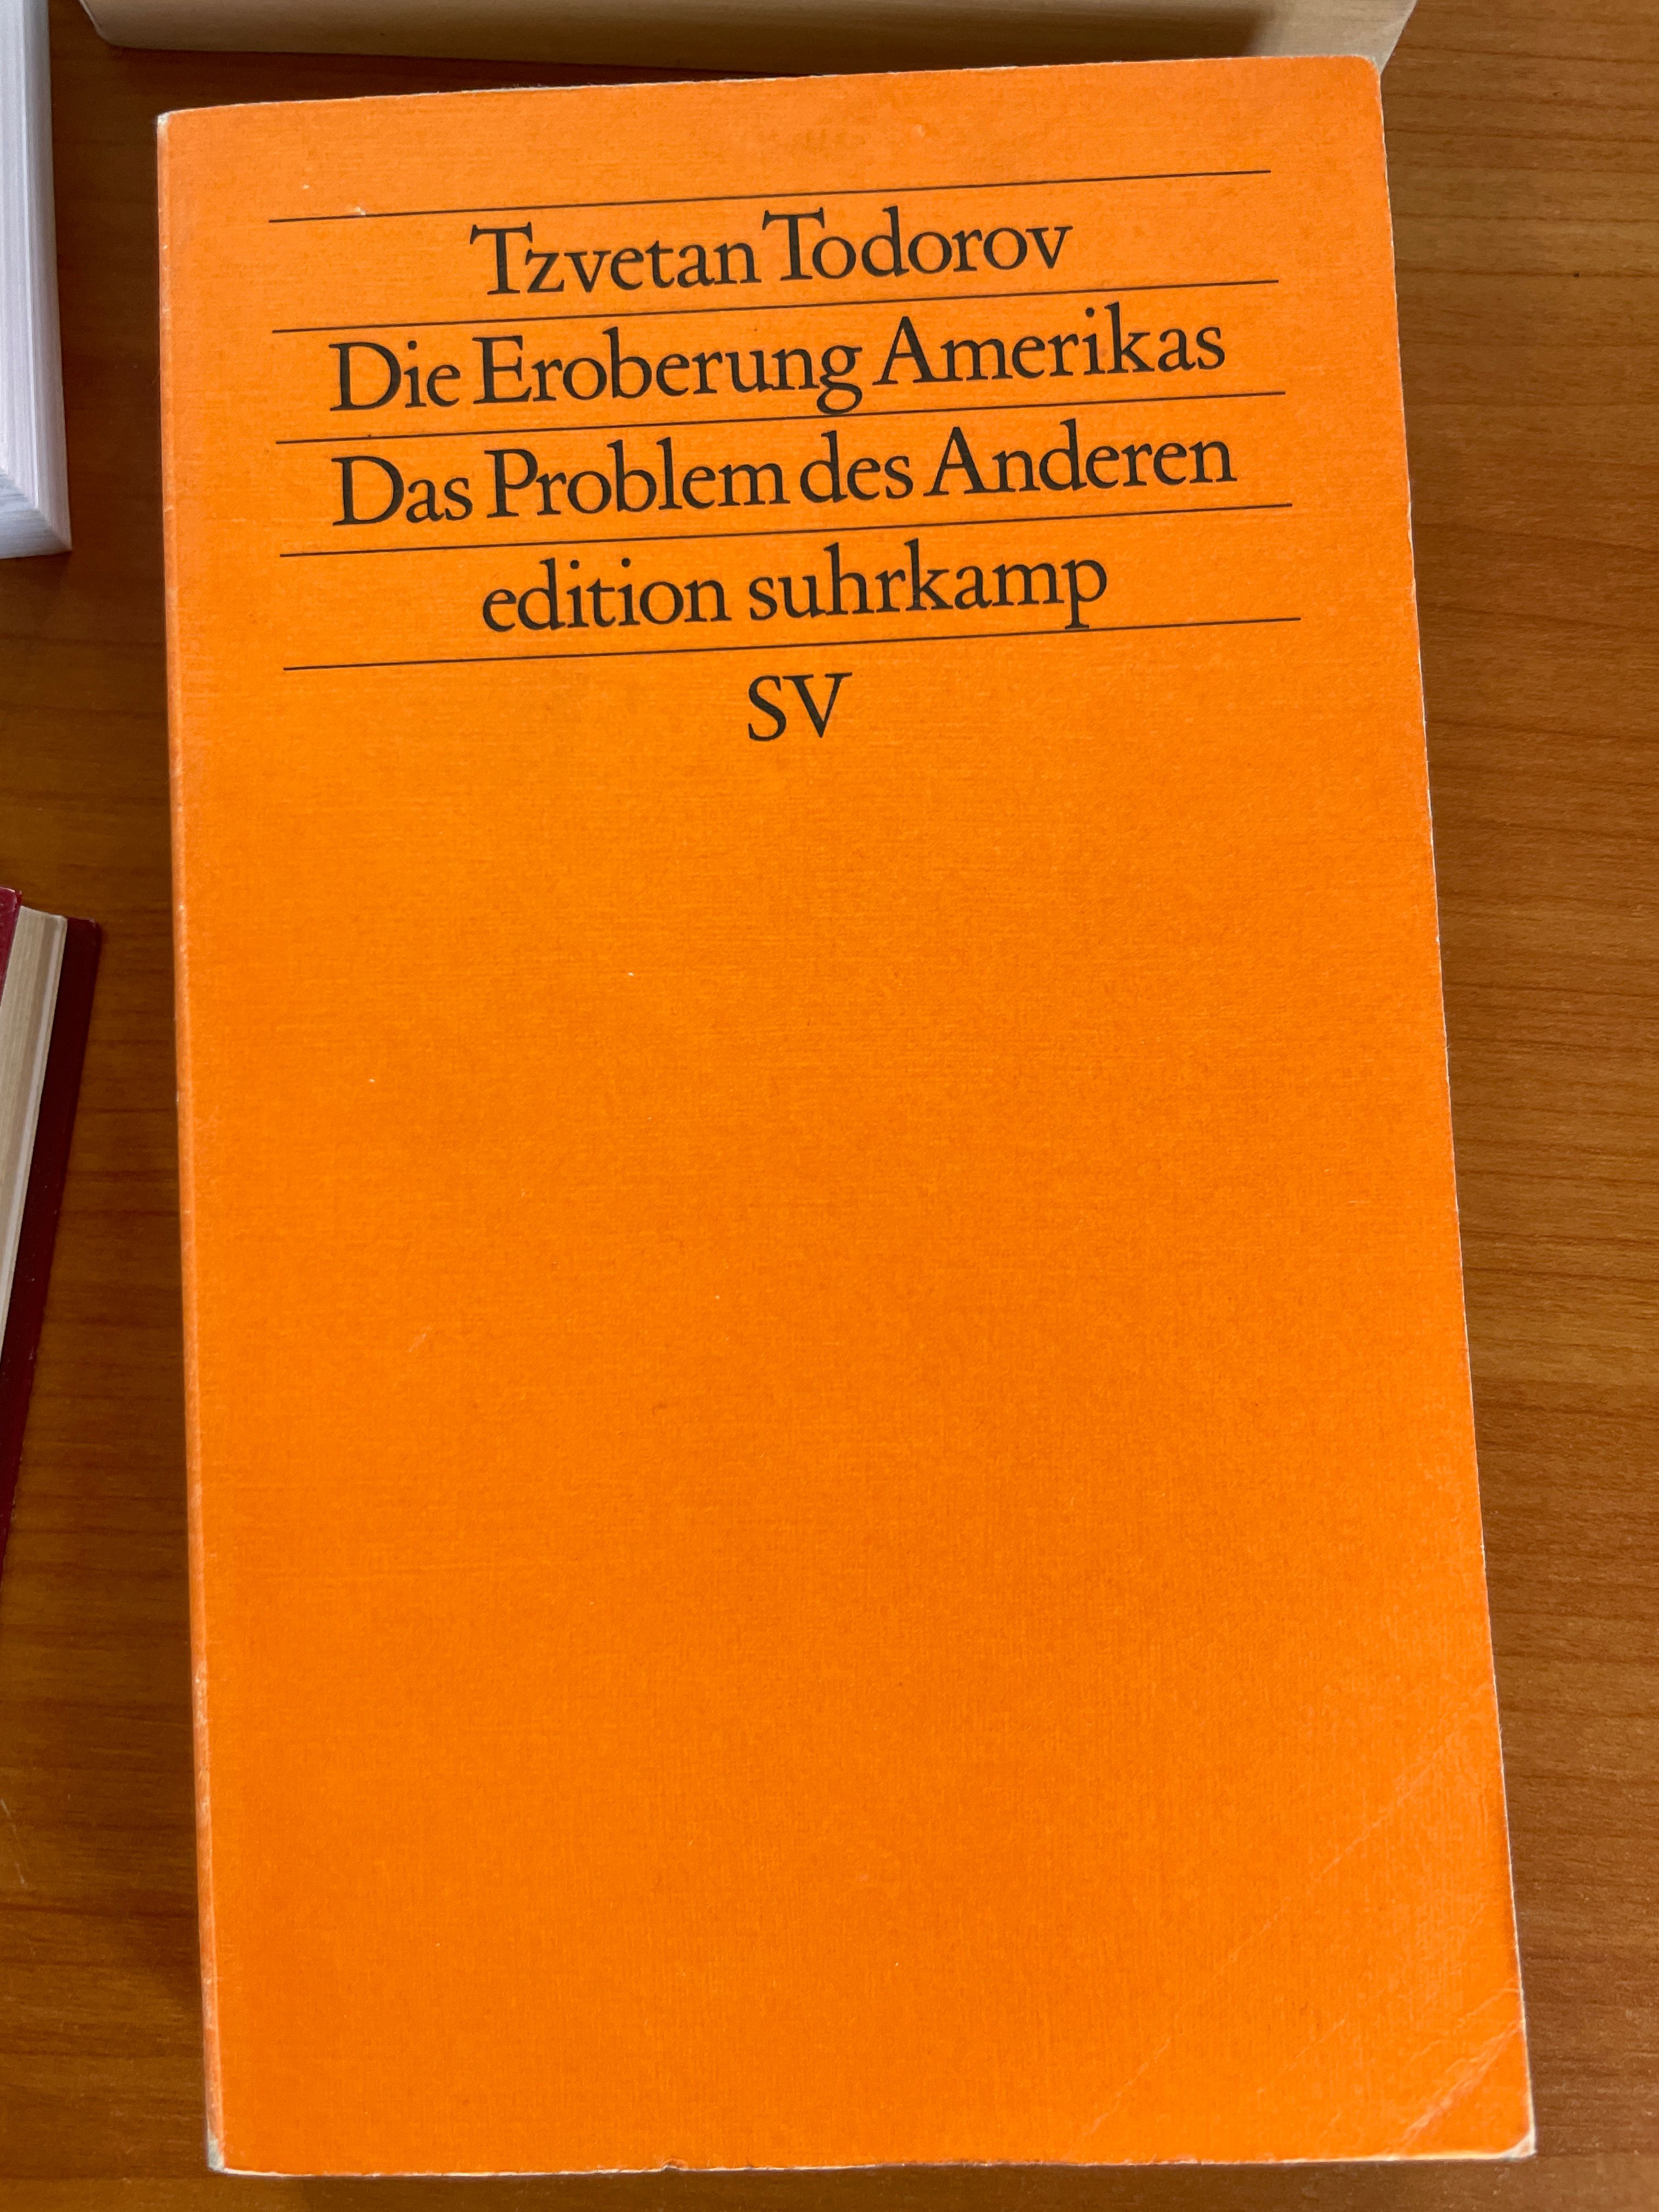 Tzvetan Todorov
Die Eroberung Amerikas
Das Problem des Anderen
edition suhrkamp
SV